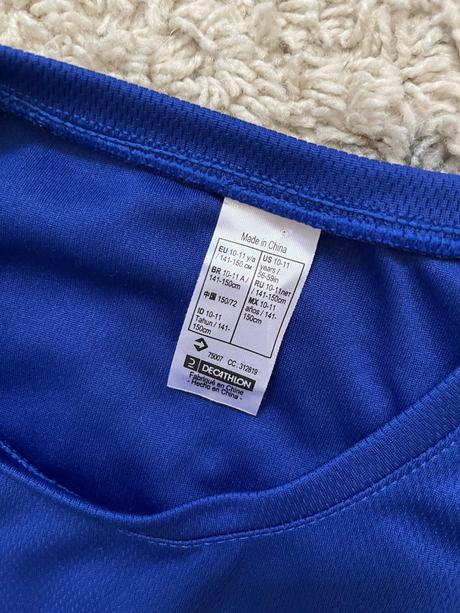 Made in China
EU 10-11 y/a
/ 141-150 CM
BR 10-11 A /
141-150cm
中国 150/72
ID 10-11
Tahun / 141-
150cm
US 10-11
years /
56-59in
RU 10-11лет
/ 141-150cm
MX 10-11
años / 141-
150cm
75007 CC: 312819
DECATHLON
Fabriqué en Chine
- Hecho en China -